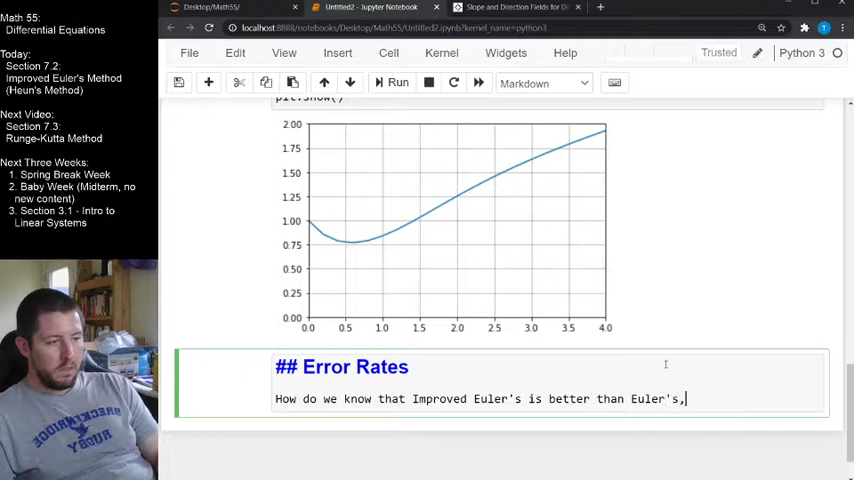 Math 55:
Differential Equations
Today:
Section 7.2:
Improved Euler's Method
(Heun's Method)
Next Video:
Section 7.3:
Runge-Kutta Method
Next Three Weeks:
1. Spring Break Week
2. Baby Week (Midterm, no
new content)
3. Section 3.1 - Intro to
Linear Systems
Desktop/Math55/
Untitled2 - Jupyter Notebook
Slope and Direction Fields for Di
localhost:8888/notebooks/Desktop/Math55/Untitled2.ipynb?kernel_name=python3
T
File Edit View Insert Cell Kernel Widgets Help
Trusted
Python 3
Run
Markdown
plt.show()
2.00
1.75
1.50
1.25
1.00
0.75
0.50
0.25
0.00
0.0 0.5 1.0 1.5 2.0 2.5 3.0 3.5 4.0
## Error Rates
How do we know that Improved Euler's is better than Euler's,
BRECKENRIDGE
RUGBY